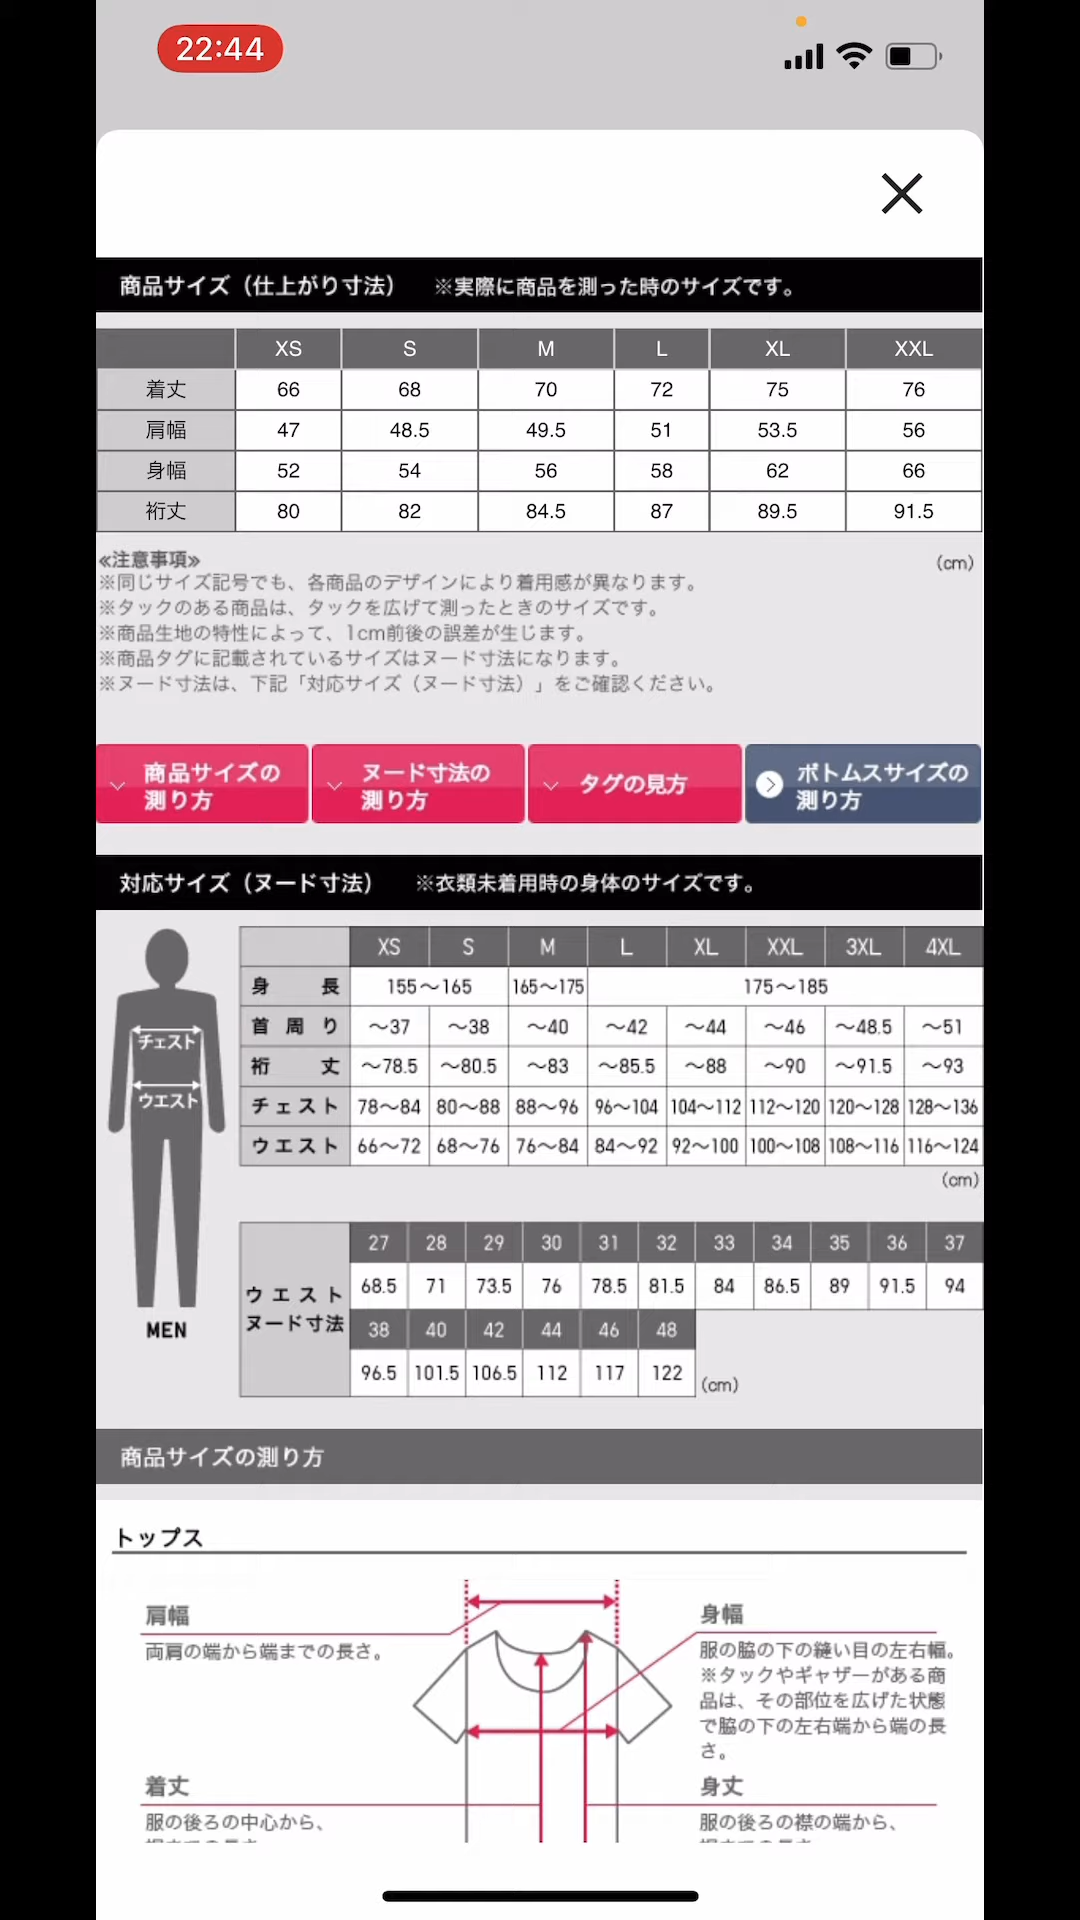 22:44
商品サイズ（仕上がり寸法） ※実際に商品を測った時のサイズです。
XS S M L XL XXL
着丈 66 68 70 72 75 76
肩幅 47 48.5 49.5 51 53.5 56
身幅 52 54 56 58 62 66
裄丈 80 82 84.5 87 89.5 91.5
≪注意事項≫ (cm)
※同じサイズ記号でも、各商品のデザインにより着用感が異なります。
※タックのある商品は、タックを広げて測ったときのサイズです。
※商品生地の特性によって、1cm前後の誤差が生じます。
※商品タグに記載されているサイズはヌード寸法になります。
※ヌード寸法は、下記「対応サイズ（ヌード寸法）」をご確認ください。
商品サイズの
測り方
ヌード寸法の
測り方
タグの見方
ボトムスサイズの
測り方
対応サイズ（ヌード寸法） ※衣類未着用時の身体のサイズです。
チェスト
ウエスト
MEN
XS S M L XL XXL 3XL 4XL
身長 155〜165 165〜175 175〜185
首周り 〜37 〜38 〜40 〜42 〜44 〜46 〜48.5 〜51
裄丈 〜78.5 〜80.5 〜83 〜85.5 〜88 〜90 〜91.5 〜93
チェスト 78〜84 80〜88 88〜96 96〜104 104〜112 112〜120 120〜128 128〜136
ウエスト 66〜72 68〜76 76〜84 84〜92 92〜100 100〜108 108〜116 116〜124
(cm)
ウエスト
ヌード寸法
27 28 29 30 31 32 33 34 35 36 37
68.5 71 73.5 76 78.5 81.5 84 86.5 89 91.5 94
38 40 42 44 46 48
96.5 101.5 106.5 112 117 122 (cm)
商品サイズの測り方
トップス
肩幅
両肩の端から端までの長さ。
身幅
服の脇の下の縫い目の左右幅。
※タックやギャザーがある商
品は、その部位を広げた状態
で脇の下の左右端から端の長
さ。
着丈
服の後ろの中心から、
身丈
服の後ろの襟の端から、